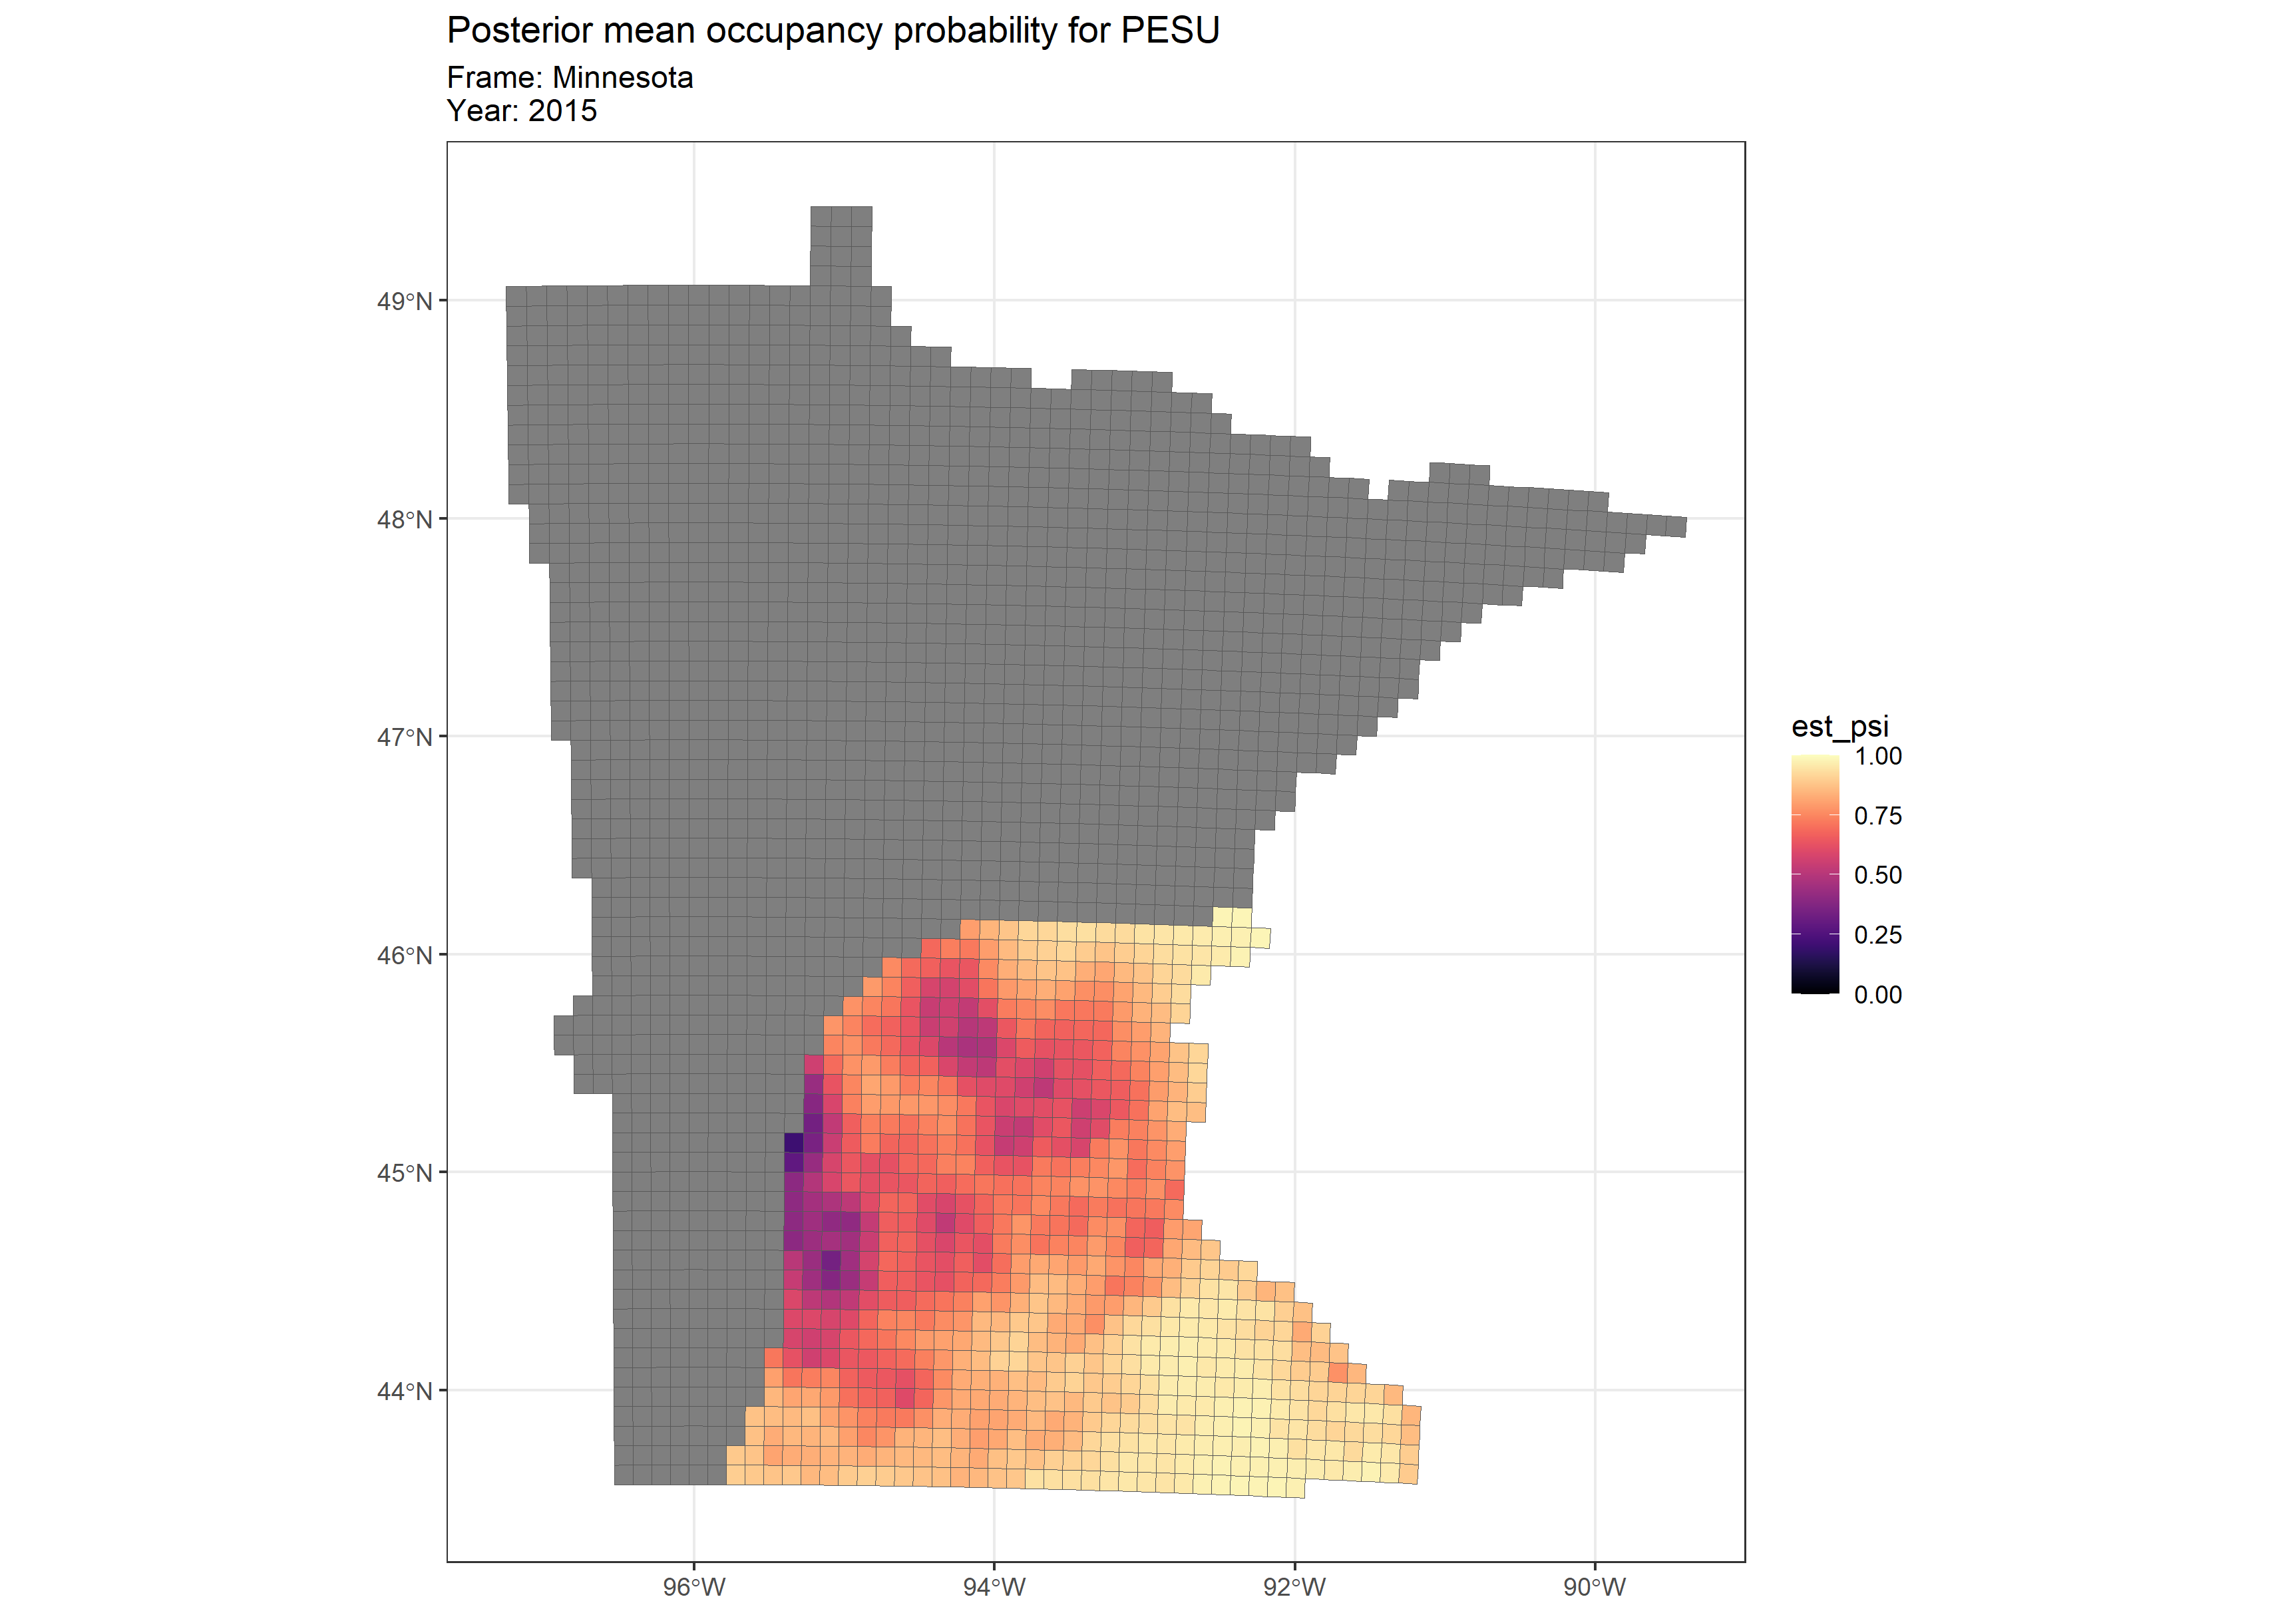 Posterior mean occupancy probability for PESU
Frame: Minnesota
Year: 2015
49°N
48°N
47°N
46°N
45°N
44°N
96°W
94°W
92°W
90°W
est_psi
1.00
0.75
0.50
0.25
0.00